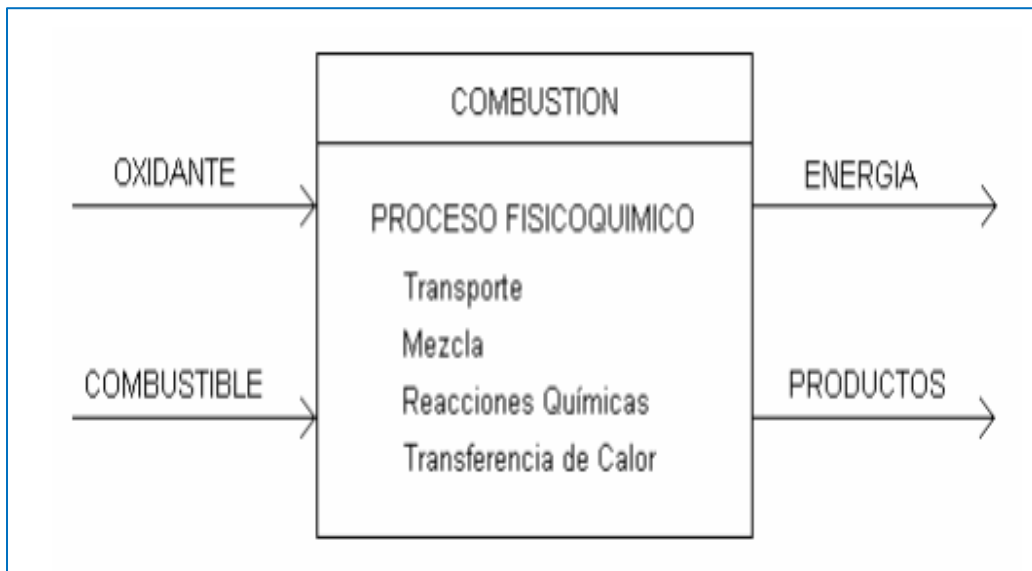 COMBUSTION
OXIDANTE
ENERGIA
PROCESO FISICOQUIMICO
Transporte
Mezcla
COMBUSTIBLE
PRODUCTOS
Reacciones Químicas
Transferencia de Calor